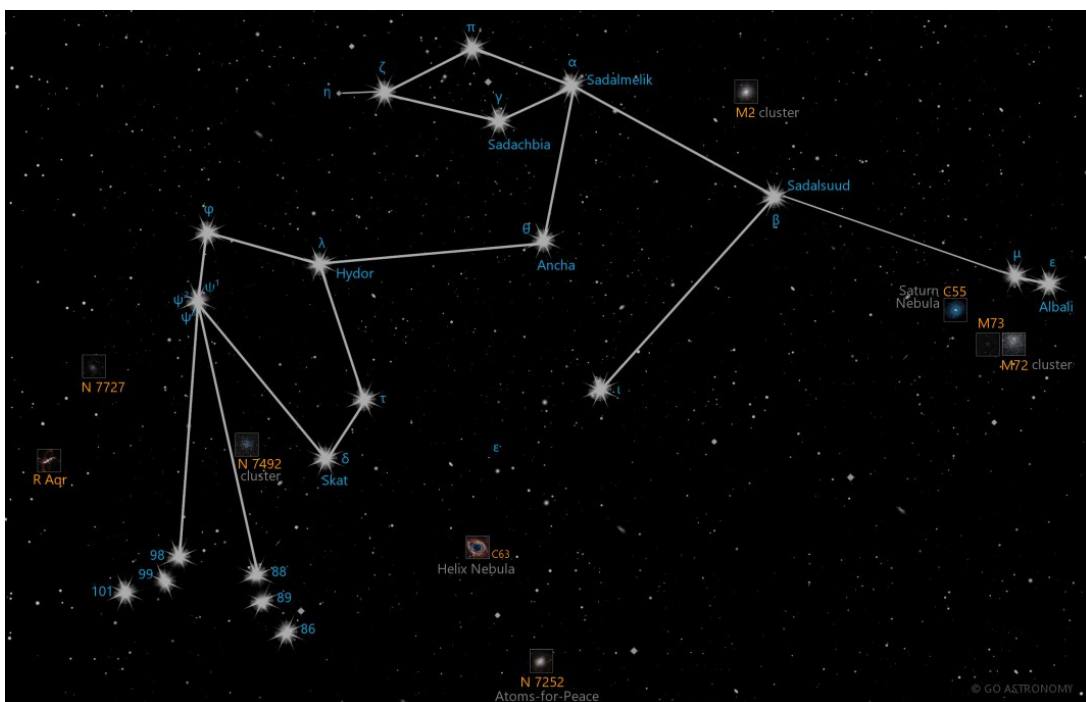 π
ζ
α
η
Sadalmelik
γ
M2 cluster
Sadachbia
Sadalsuud
φ
β
θ
λ
Ancha
μ
ε
Hydor
ψ² ψ¹
ψ
Saturn C55
Nebula
Albali
M73
N 7727
M72 cluster
τ
ι
ε
δ
N 7492
cluster
R Aqr
Skat
98
C63
Helix Nebula
99
88
101
89
86
N 7252
Atoms-for-Peace
© GO ASTRONOMY